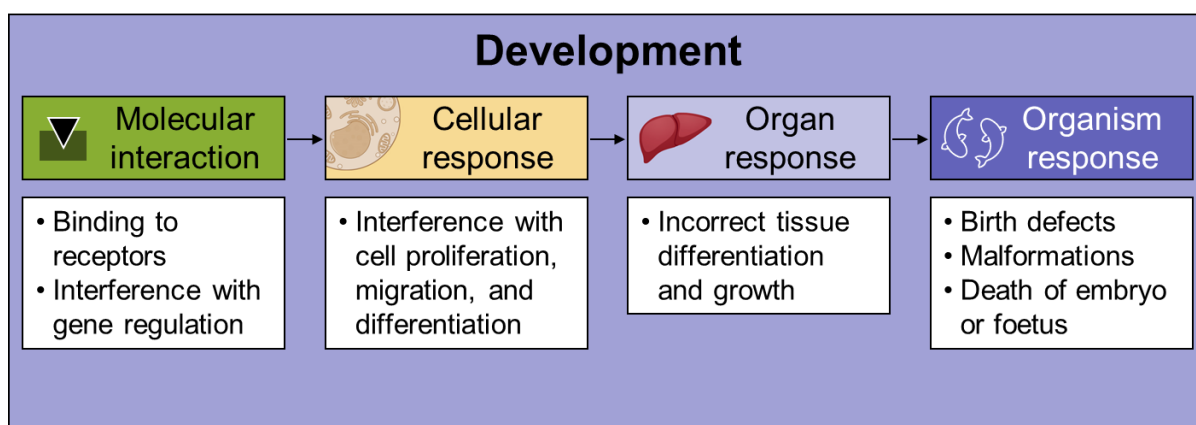 Development
Molecular
interaction
Cellular
response
Organ
response
Organism
response
• Binding to
receptors
• Interference with
gene regulation
• Interference with
cell proliferation,
migration, and
differentiation
• Incorrect tissue
differentiation
and growth
• Birth defects
• Malformations
• Death of embryo
or foetus